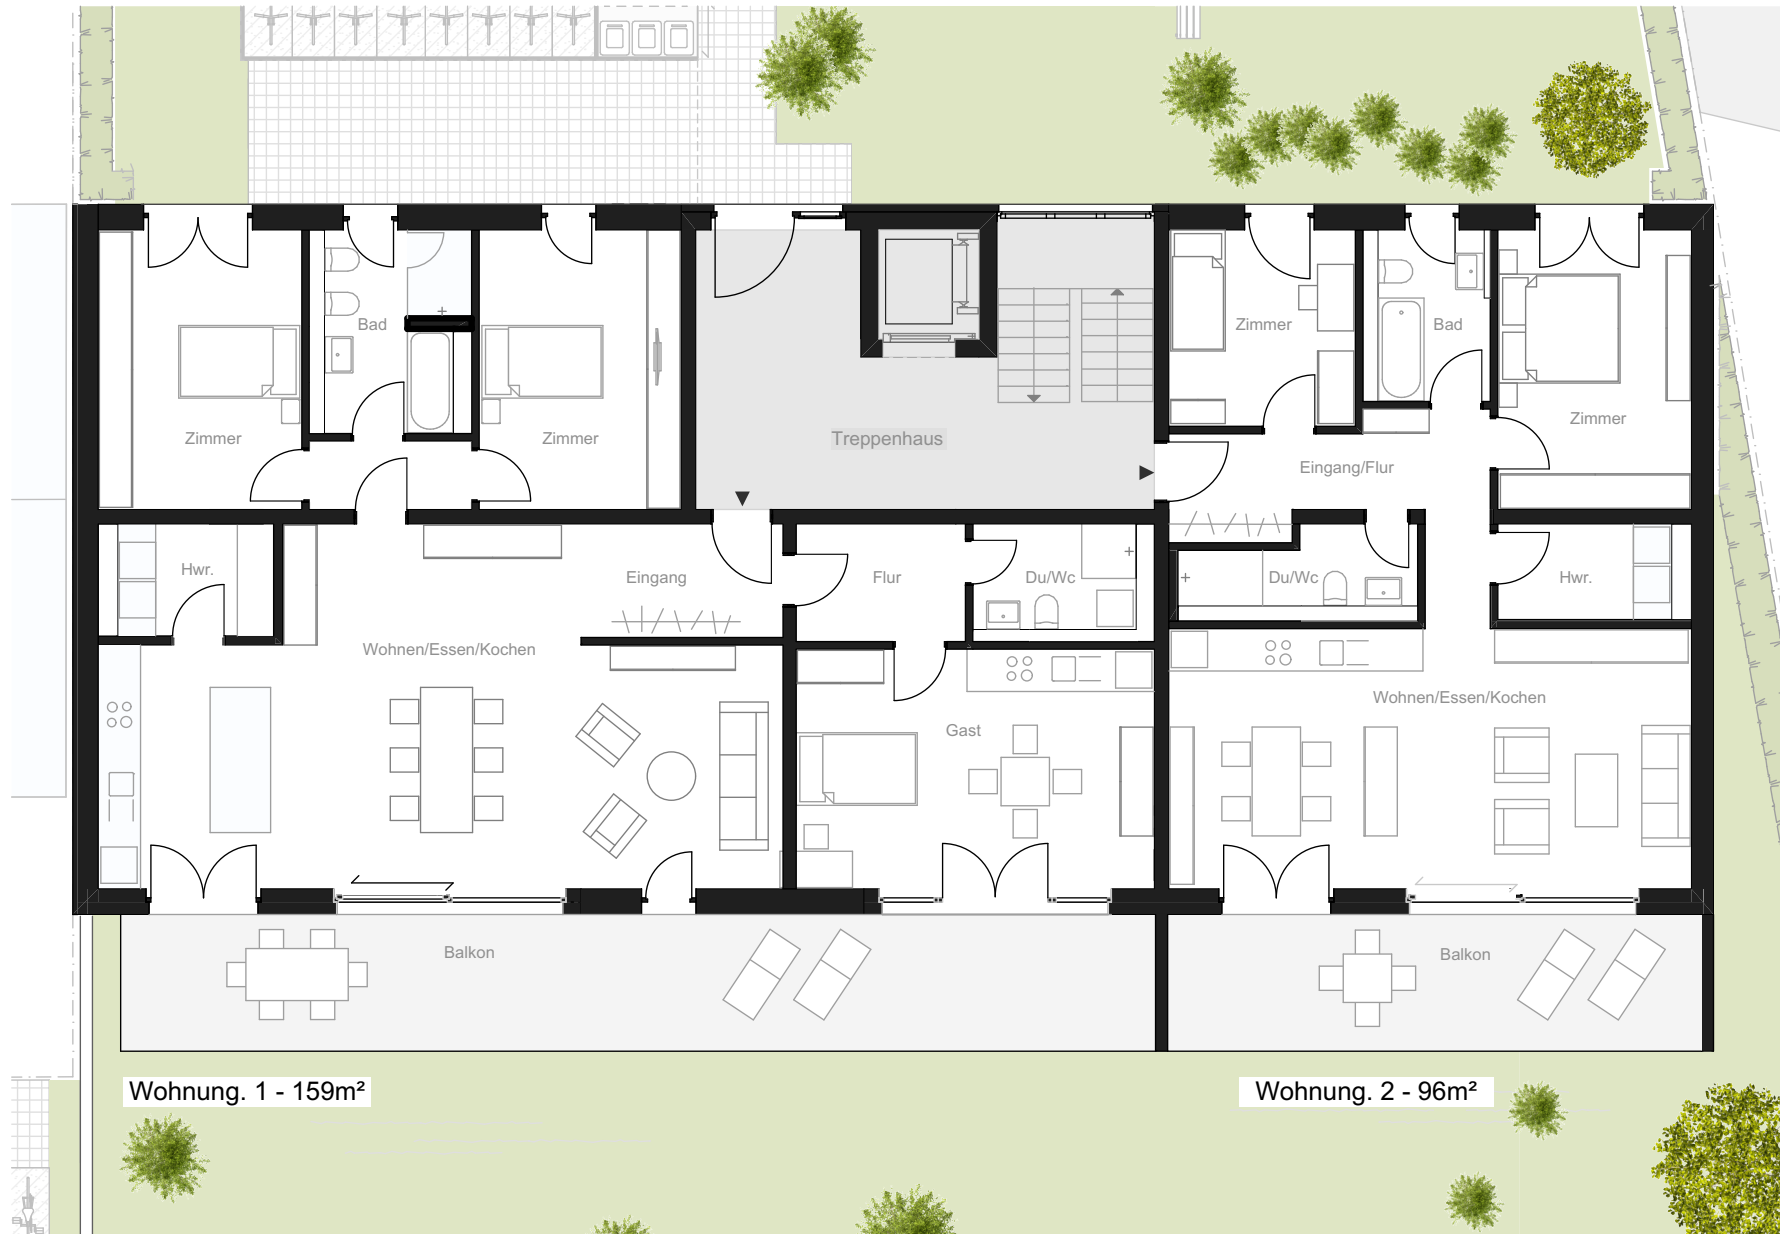 Bad
Zimmer
Bad
Zimmer
Zimmer
Treppenhaus
Zimmer
Zimmer
Eingang/Flur
Hwr.
Eingang
Flur
Du/Wc
Du/Wc
Hwr.
Wohnen/Essen/Kochen
Wohnen/Essen/Kochen
Gast
Balkon
Balkon
Wohnung. 1 - 159m²
Wohnung. 2 - 96m²